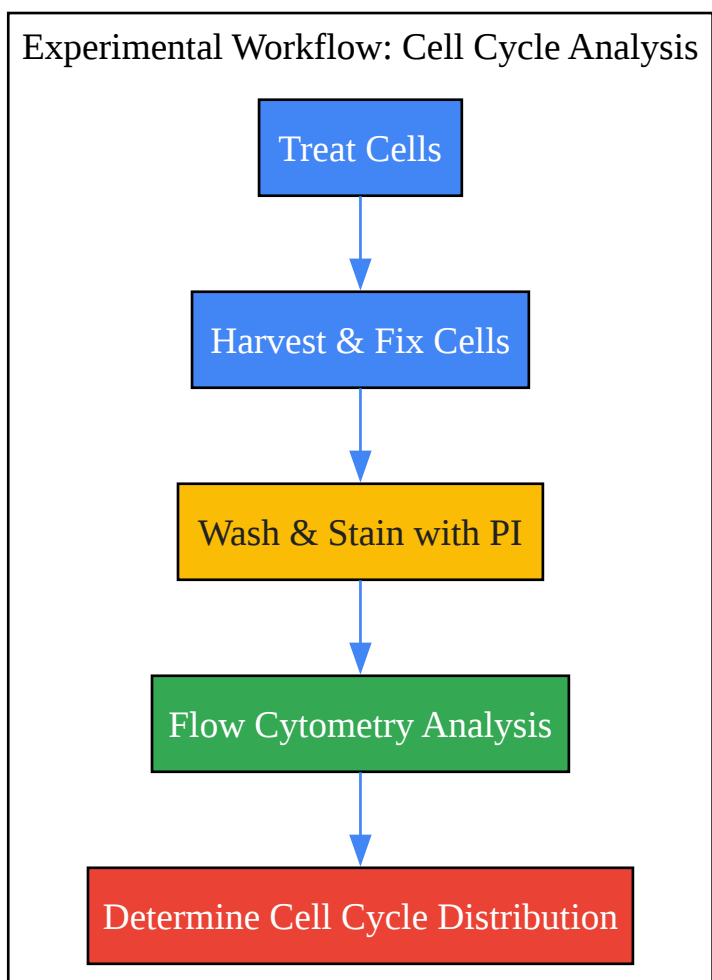 Experimental Workflow: Cell Cycle Analysis
Treat Cells
Harvest & Fix Cells
Wash & Stain with PI
Flow Cytometry Analysis
Determine Cell Cycle Distribution